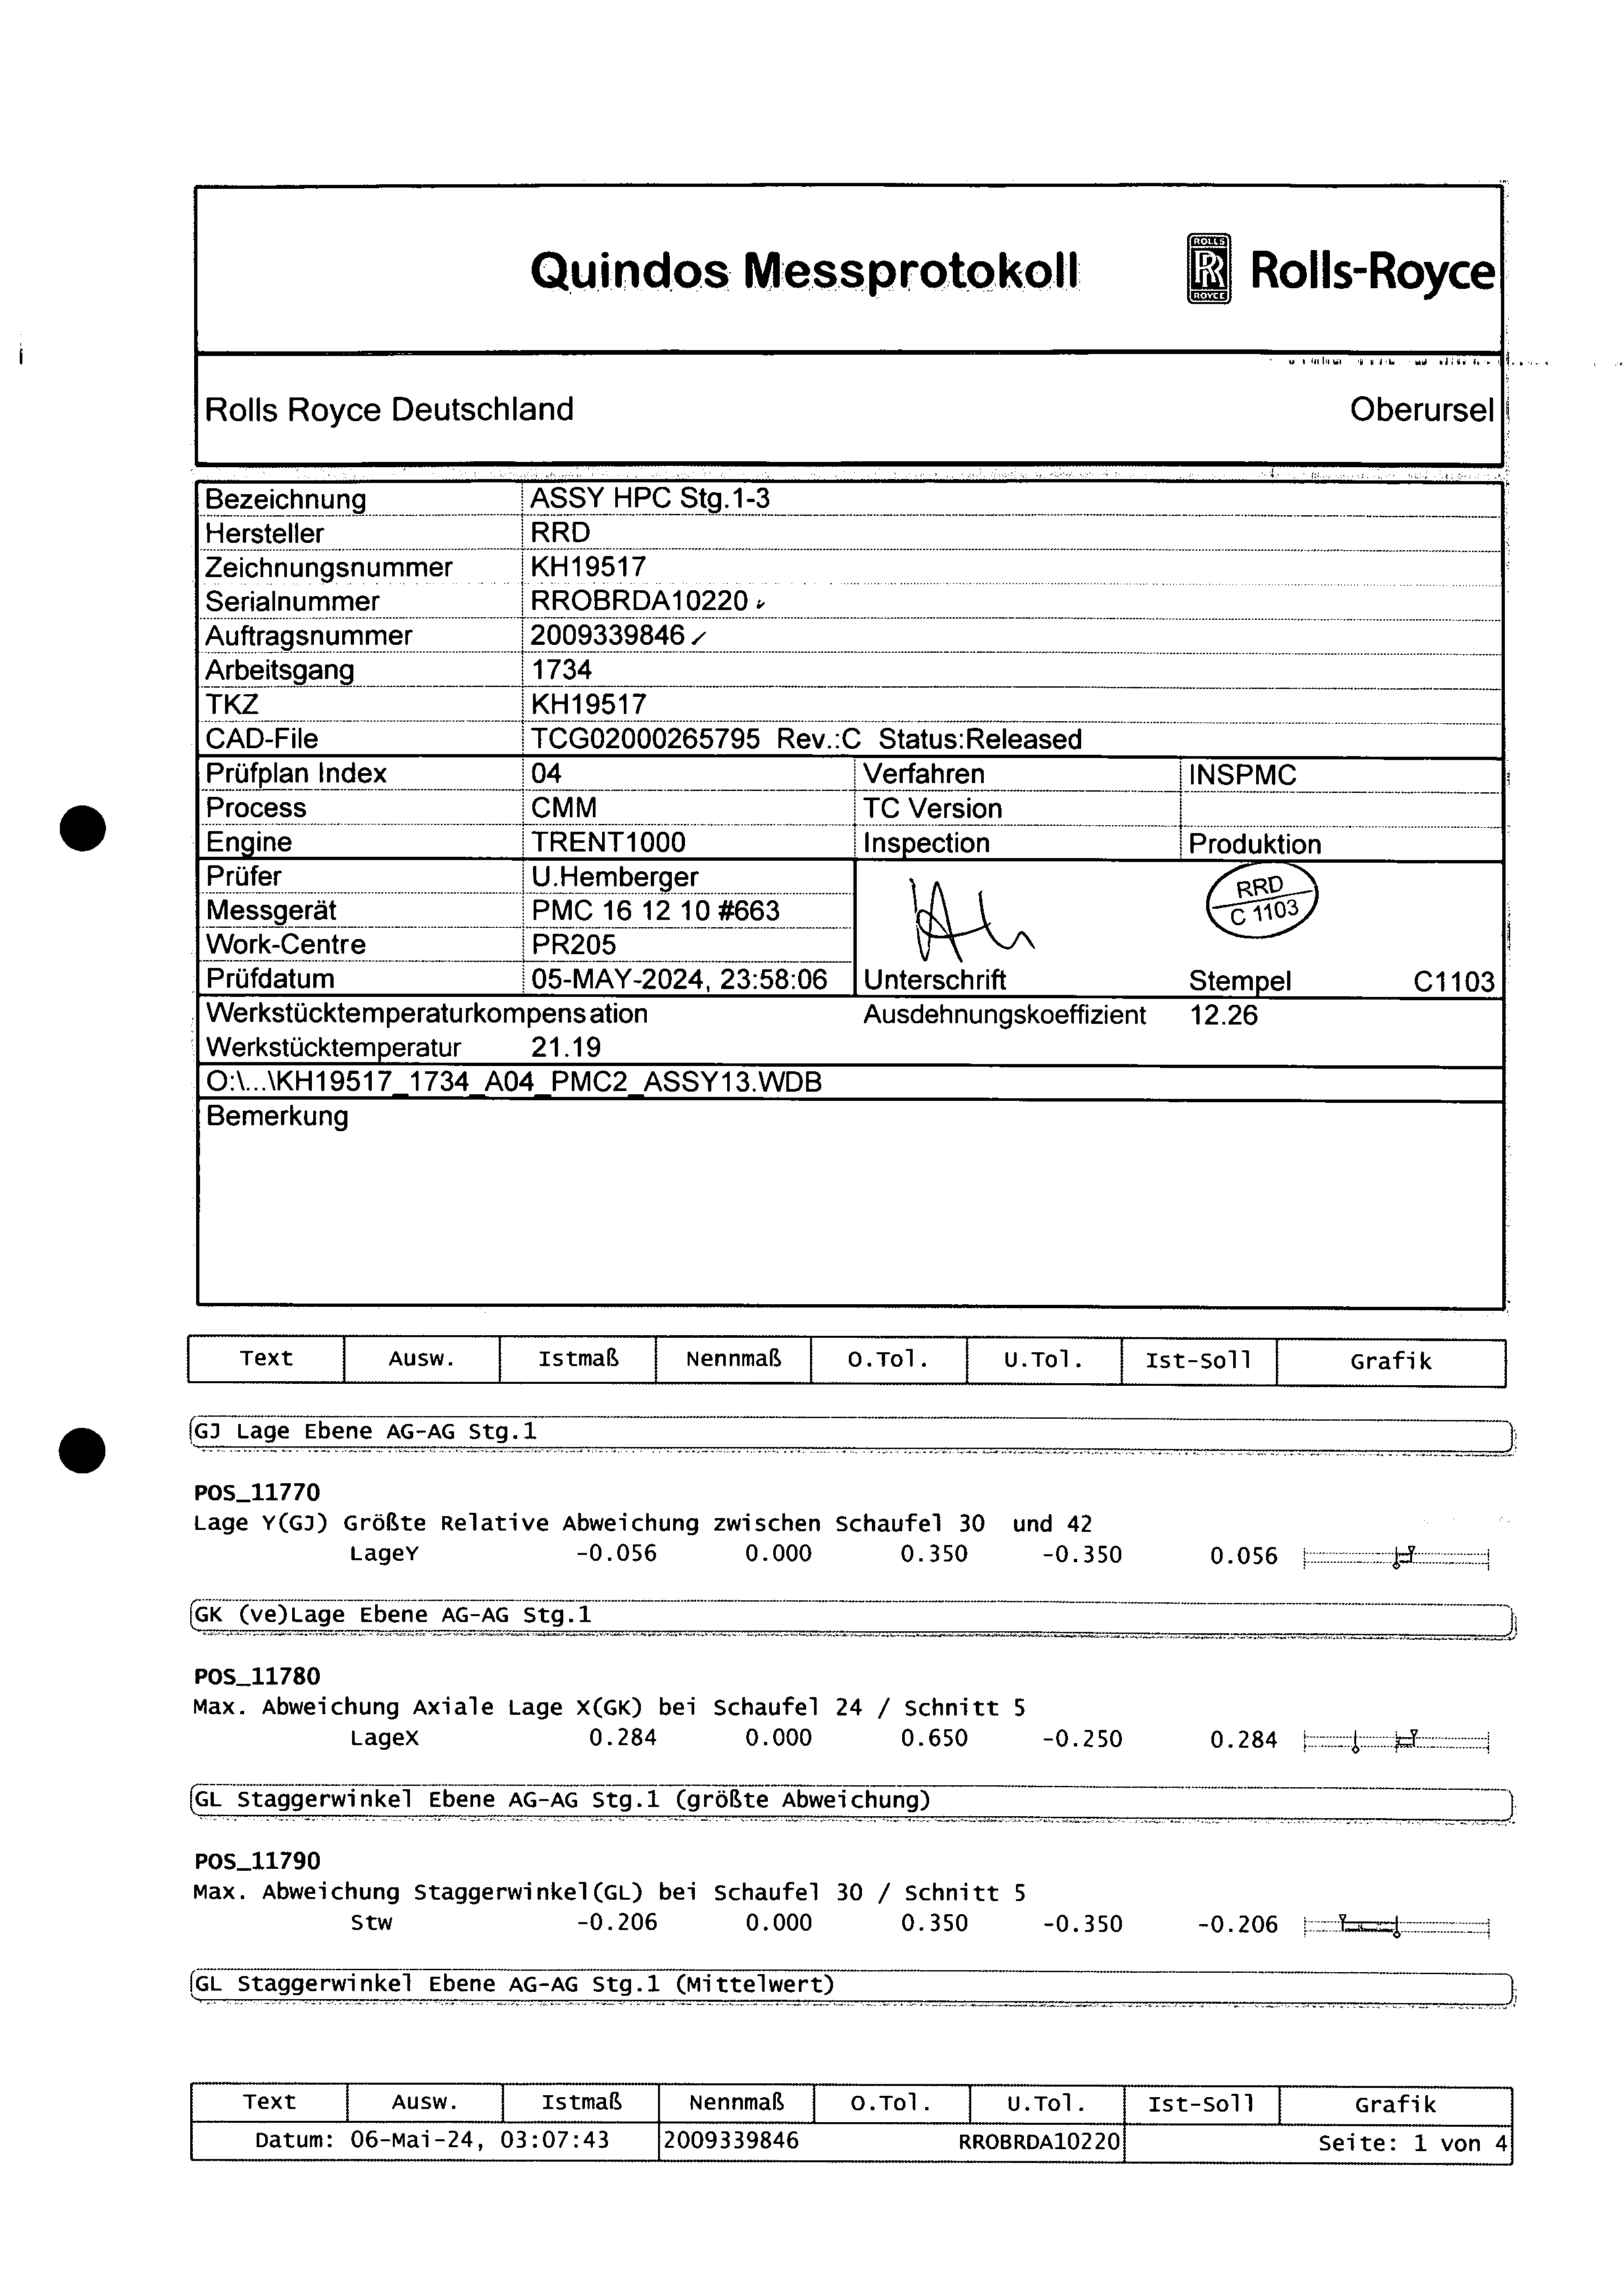 Quindos Messprotokoll
ROLLS
RR
ROYCE
Rolls-Royce
Rolls Royce Deutschland Oberursel
Bezeichnung ASSY HPC Stg.1-3
Hersteller RRD
Zeichnungsnummer KH19517
Serialnummer RROBRDA10220
Auftragsnummer 2009339846
Arbeitsgang 1734
TKZ KH19517
CAD-File TCG02000265795 Rev.:C Status:Released
Prüfplan Index 04 Verfahren INSPMC
Process CMM TC Version
Engine TRENT1000 Inspection Produktion
Prüfer U.Hemberger
RRD
C 1103
Messgerät PMC 16 12 10 #663
Work-Centre PR205
Prüfdatum 05-MAY-2024, 23:58:06 Unterschrift Stempel C1103
Werkstücktemperaturkompensation Ausdehnungskoeffizient 12.26
Werkstücktemperatur 21.19
O:\...\KH19517_1734_A04_PMC2_ASSY13.WDB
Bemerkung
Text Ausw. Istmaß Nennmaß O.Tol. U.Tol. Ist-Soll Grafik
GJ Lage Ebene AG-AG Stg.1
POS_11770
Lage Y(GJ) Größte Relative Abweichung zwischen Schaufel 30 und 42
LageY -0.056 0.000 0.350 -0.350 0.056
GK (ve)Lage Ebene AG-AG Stg.1
POS_11780
Max. Abweichung Axiale Lage X(GK) bei Schaufel 24 / Schnitt 5
LageX 0.284 0.000 0.650 -0.250 0.284
GL Staggerwinkel Ebene AG-AG Stg.1 (größte Abweichung)
POS_11790
Max. Abweichung Staggerwinkel(GL) bei Schaufel 30 / Schnitt 5
Stw -0.206 0.000 0.350 -0.350 -0.206
GL Staggerwinkel Ebene AG-AG Stg.1 (Mittelwert)
Text Ausw. Istmaß Nennmaß O.Tol. U.Tol. Ist-Soll Grafik
Datum: 06-Mai-24, 03:07:43 2009339846 RROBRDA10220 Seite: 1 von 4